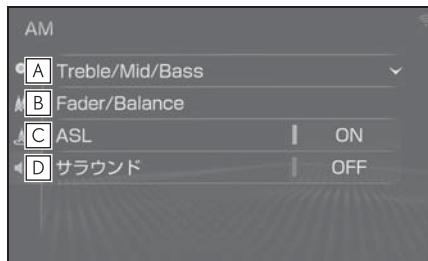 AM
A Treble/Mid/Bass
B Fader/Balance
C ASL ON
D サラウンド OFF